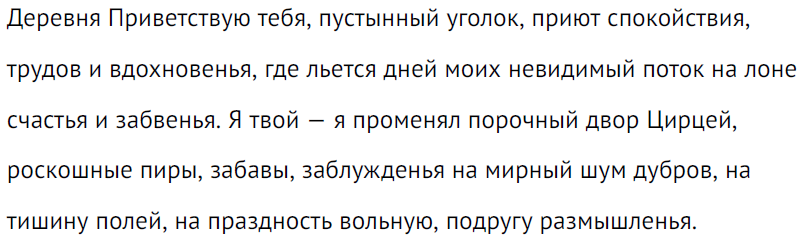 Деревня Приветствую тебя, пустынный уголок, приют спокойствия,
трудов и вдохновенья, где льется дней моих невидимый поток на лоне
счастья и забвенья. Я твой — я променял порочный двор Цирцей,
роскошные пиры, забавы, заблужденья на мирный шум дубров, на
тишину полей, на праздность вольную, подругу размышленья.